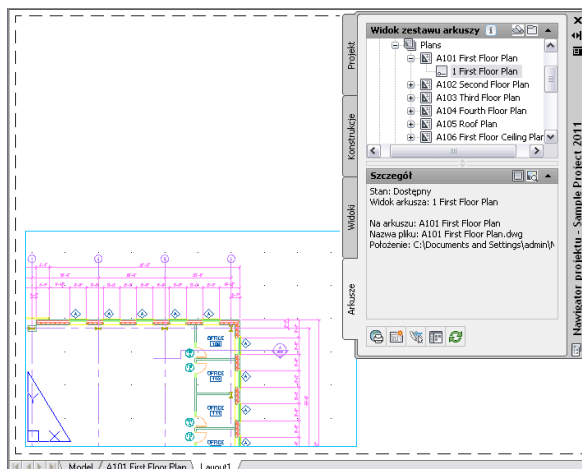 Widok zestawu arkuszy
Plans
A101 First Floor Plan
1 First Floor Plan
A102 Second Floor Plan
A103 Third Floor Plan
A104 Fourth Floor Plan
A105 Roof Plan
A106 First Floor Ceiling Plan
Szczegół
Stan: Dostępny
Widok arkusza: 1 First Floor Plan
Na arkuszu: A101 First Floor Plan
Nazwa pliku: A101 First Floor Plan.dwg
Położenie: C:\Documents and Settings\admin\M
Projekt
Konstrukcje
Widoki
Arkusze
Nawigator projektu - Sample Project 2011
OFFICE
OFFICE
110
OFFICE
111
Model
A101 First Floor Plan
Layout1